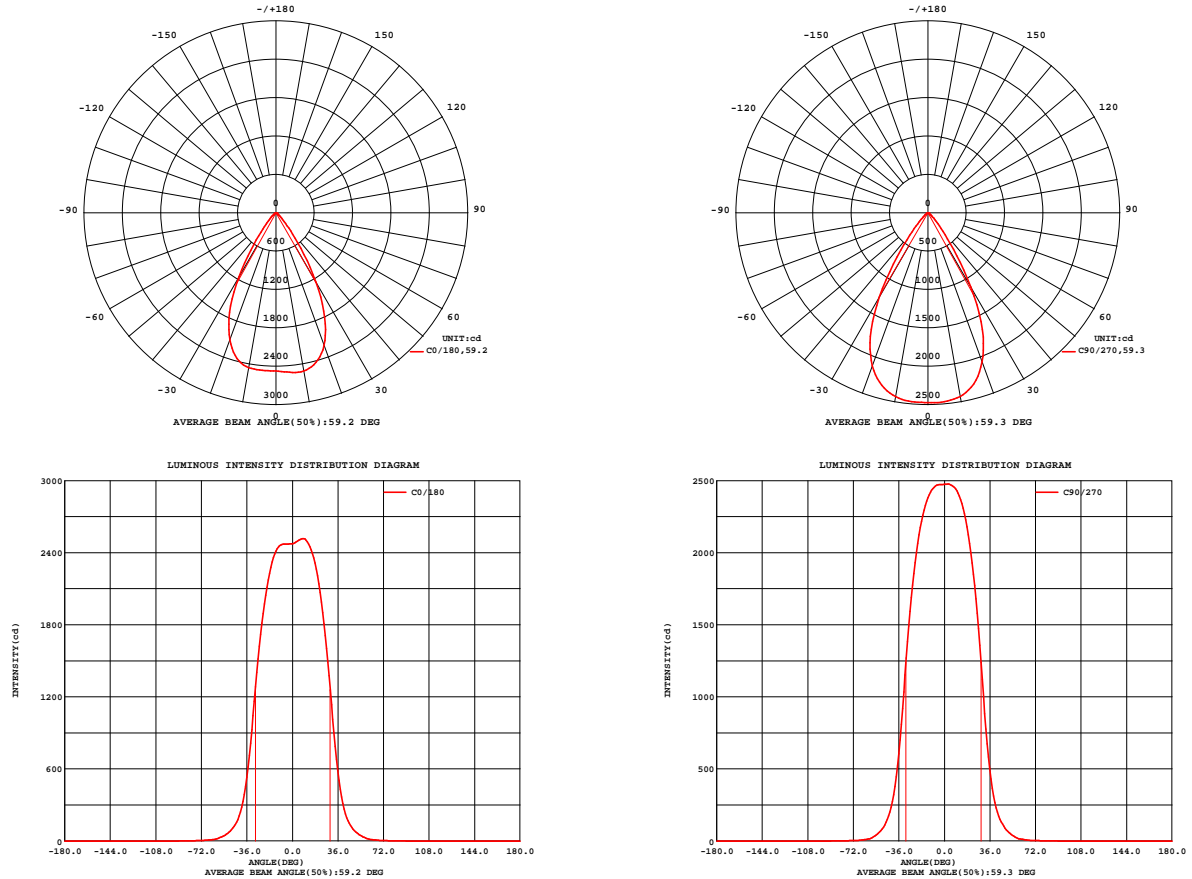 -/+180
-150 150
-120 120
-90 90
-60 60
-30 30
0
600
1200
1800
2400
3000
0
UNIT:cd
C0/180,59.2
AVERAGE BEAM ANGLE(50%):59.2 DEG
-/+180
-150 150
-120 120
-90 90
-60 60
-30 30
0
500
1000
1500
2000
2500
0
UNIT:cd
C90/270,59.3
AVERAGE BEAM ANGLE(50%):59.3 DEG
LUMINOUS INTENSITY DISTRIBUTION DIAGRAM
C0/180
INTENSITY(cd)
3000
2400
1800
1200
600
0
-180.0 -144.0 -108.0 -72.0 -36.0 0.0 36.0 72.0 108.0 144.0 180.0
ANGLE(DEG)
AVERAGE BEAM ANGLE(50%):59.2 DEG
LUMINOUS INTENSITY DISTRIBUTION DIAGRAM
C90/270
INTENSITY(cd)
2500
2000
1500
1000
500
0
-180.0 -144.0 -108.0 -72.0 -36.0 0.0 36.0 72.0 108.0 144.0 180.0
ANGLE(DEG)
AVERAGE BEAM ANGLE(50%):59.3 DEG